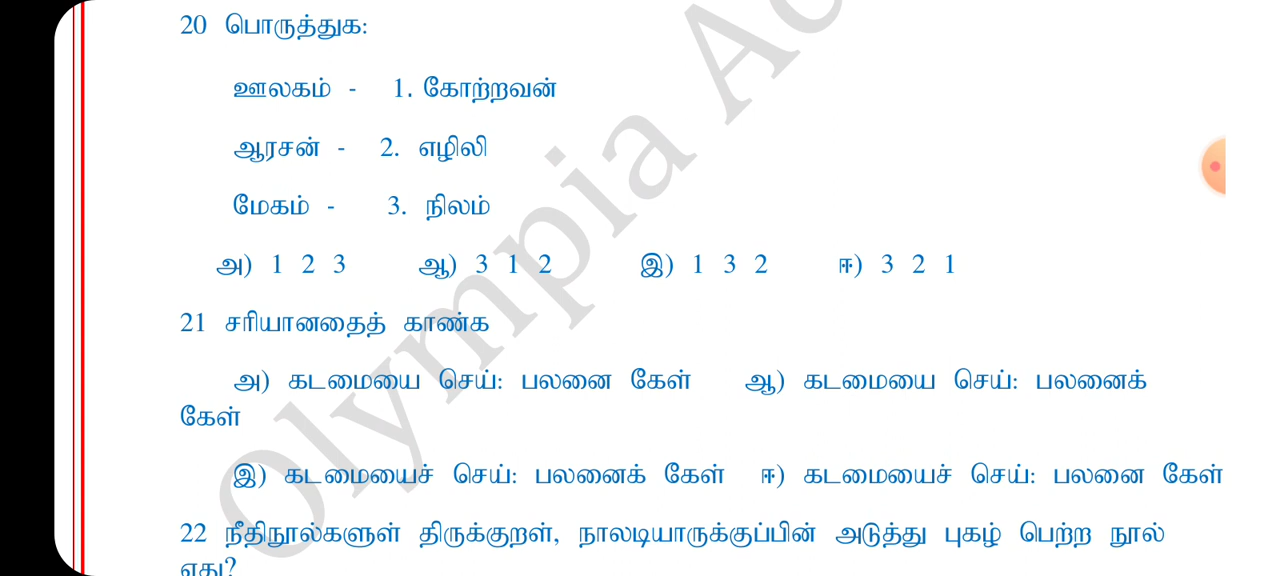 20 பொருத்துக:
ஊலகம் - 1. கோற்றவன்
ஆரசன் - 2. எழிலி
மேகம் - 3. நிலம்
அ) 1 2 3 ஆ) 3 1 2 இ) 1 3 2 ஈ) 3 2 1
21 சரியானதைத் காண்க
அ) கடமையை செய்: பலனை கேள் ஆ) கடமையை செய்: பலனைக்
கேள்
இ) கடமையைச் செய்: பலனைக் கேள் ஈ) கடமையைச் செய்: பலனை கேள்
22 நீதிநூல்களுள் திருக்குறள், நாலடியாருக்குப்பின் அடுத்து புகழ் பெற்ற நூல்
எது?
Olympia